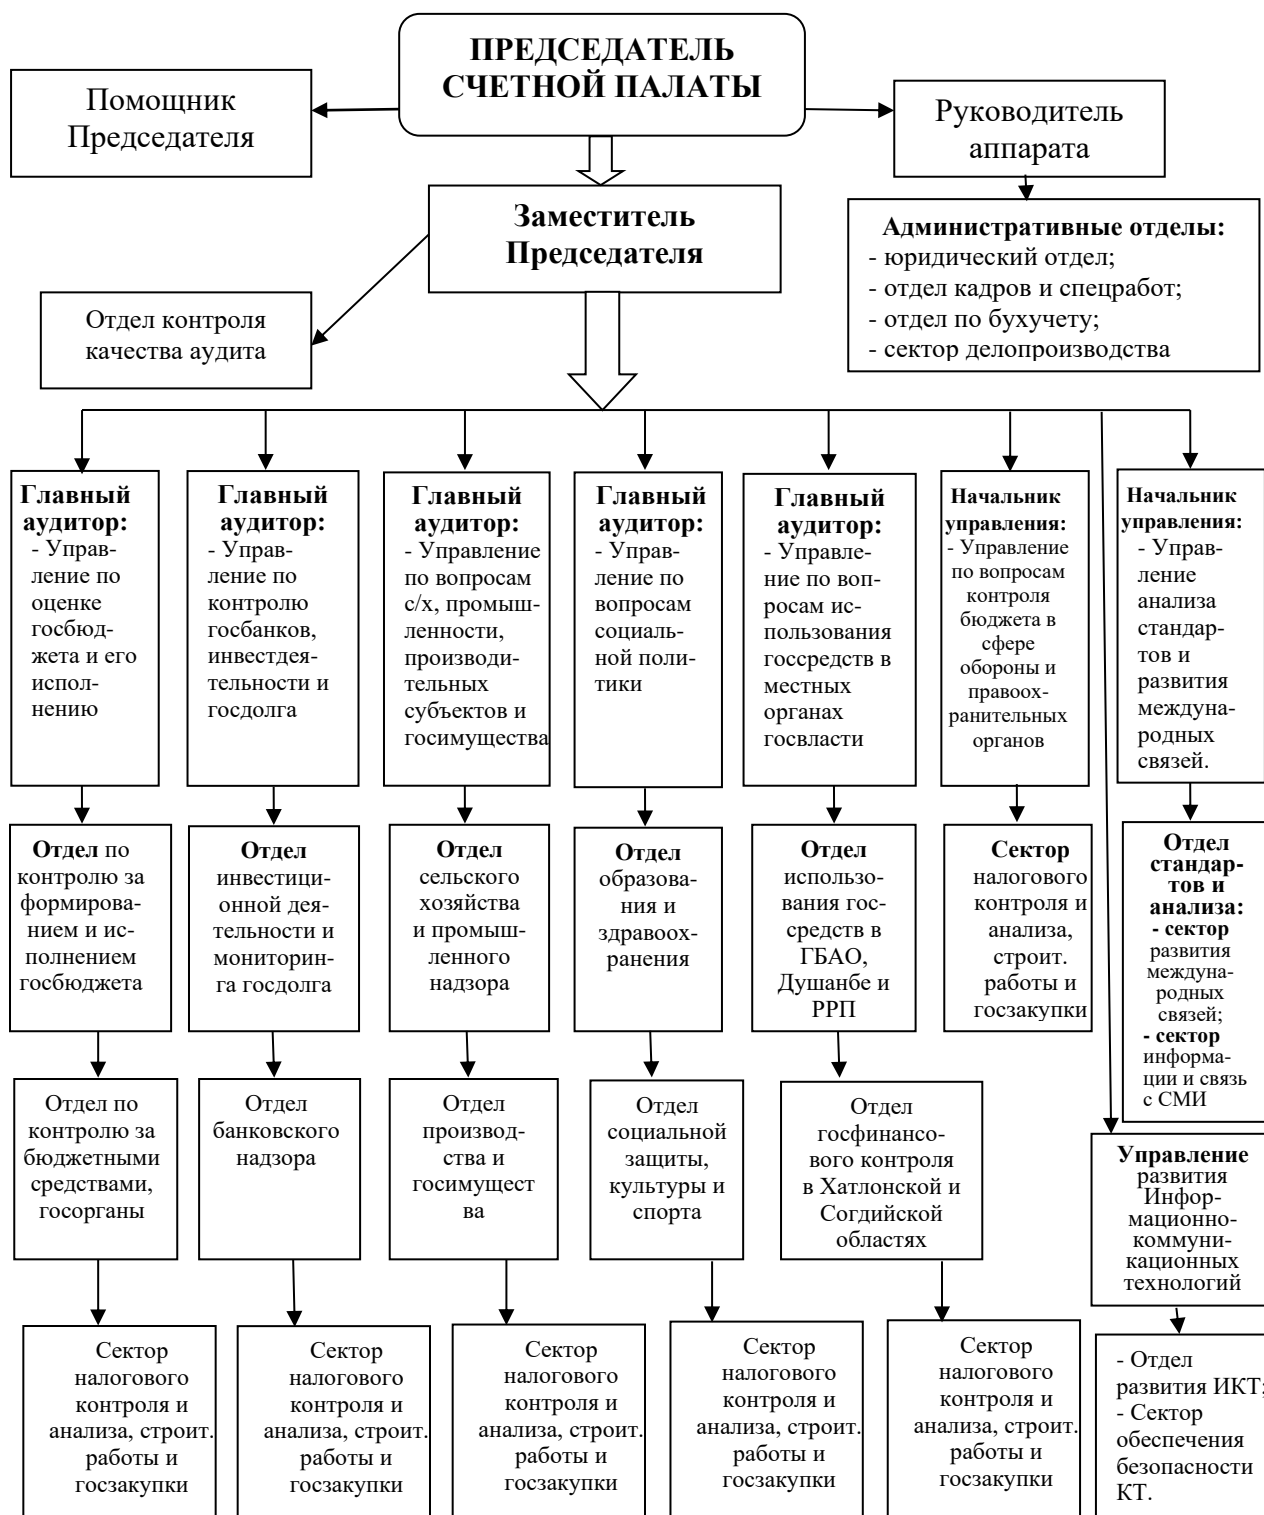 ПРЕДСЕДАТЕЛЬ
СЧЕТНОЙ ПАЛАТЫ
Помощник
Председателя
Руководитель
аппарата
Заместитель
Председателя
Административные отделы:
- юридический отдел;
- отдел кадров и спецработ;
- отдел по бухучету;
- сектор делопроизводства
Отдел контроля
качества аудита
Главный
аудитор:
- Управ-
ление по
оценке
госбюд-
жета и его
испол-
нению
Главный
аудитор:
- Управ-
ление по
контролю
госбанков,
инвестдея-
тельности и
госдолга
Главный
аудитор:
- Управление
по вопросам
с/х, промыш-
ленности,
производи-
тельных
субъектов и
госимущества
Главный
аудитор:
- Управ-
ление по
вопросам
социаль-
ной поли-
тики
Главный
аудитор:
- Управле-
ние по воп-
росам ис-
пользования
госсредств в
местных
органах
госвласти
Начальник
управления:
- Управление
по вопросам
контроля
бюджета в
сфере
обороны и
правоох-
ранительных
органов
Начальник
управления:
- Управ-
ление
анализа
стандар-
тов и
развития
междуна-
родных
связей.
Отдел по
контролю за
формирова-
нием и ис-
полнением
госбюджета
Отдел
инвестици-
онной дея-
тельности и
мониторин-
га госдолга
Отдел
сельского
хозяйства
и промыш-
ленного
надзора
Отдел
образова-
ния и
здравоох-
ранения
Отдел
использо-
вания гос-
средств в
ГБАО,
Душанбе и
РРП
Сектор
налогового
контроля и
анализа,
строит.
работы и
госзакупки
Отдел
стандар-
тов и
анализа:
- сектор
развития
междуна-
родных
связей;
- сектор
информа-
ции и связь
с СМИ
Отдел по
контролю за
бюджетными
средствами,
госорганы
Отдел
банковского
надзора
Отдел
производ-
ства и
госимущест
ва
Отдел
социальной
защиты,
культуры и
спорта
Отдел
госфинансо-
вого контроля
в Хатлонской и
Согдийской
областях
Управление
развития
Инфор-
мационно-
коммуни-
кационных
технологий
Сектор
налогового
контроля и
анализа, строит.
работы и
госзакупки
Сектор
налогового
контроля и
анализа, строит.
работы и
госзакупки
Сектор
налогового
контроля и
анализа, строит.
работы и
госзакупки
Сектор
налогового
контроля и
анализа, строит.
работы и
госзакупки
Сектор
налогового
контроля и
анализа, строит.
работы и
госзакупки
- Отдел
развития ИКТ;
- Сектор
обеспечения
безопасности
КТ.